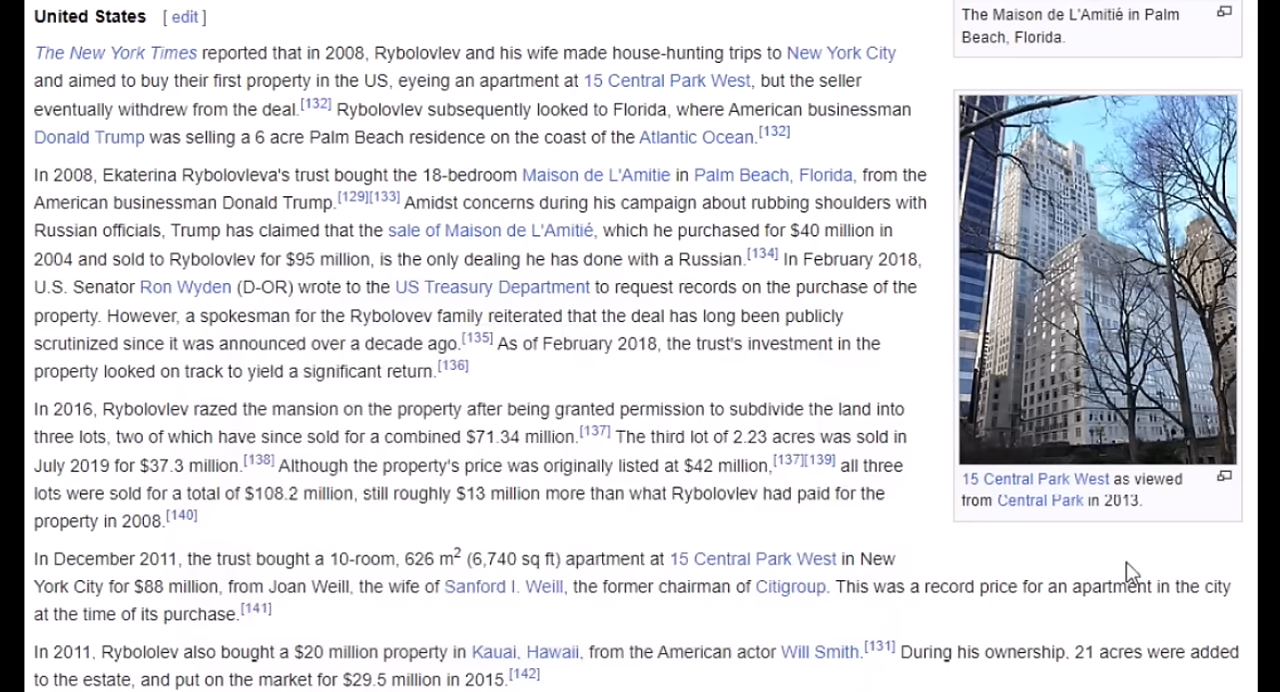 United States [ edit ]
The New York Times reported that in 2008, Rybolovlev and his wife made house-hunting trips to New York City
and aimed to buy their first property in the US, eyeing an apartment at 15 Central Park West, but the seller
eventually withdrew from the deal.[132] Rybolovlev subsequently looked to Florida, where American businessman
Donald Trump was selling a 6 acre Palm Beach residence on the coast of the Atlantic Ocean.[132]
In 2008, Ekaterina Rybolovleva's trust bought the 18-bedroom Maison de L'Amitie in Palm Beach, Florida, from the
American businessman Donald Trump.[129][133] Amidst concerns during his campaign about rubbing shoulders with
Russian officials, Trump has claimed that the sale of Maison de L'Amitié, which he purchased for $40 million in
2004 and sold to Rybolovlev for $95 million, is the only dealing he has done with a Russian.[134] In February 2018,
U.S. Senator Ron Wyden (D-OR) wrote to the US Treasury Department to request records on the purchase of the
property. However, a spokesman for the Rybolovev family reiterated that the deal has long been publicly
scrutinized since it was announced over a decade ago.[135] As of February 2018, the trust's investment in the
property looked on track to yield a significant return.[136]
In 2016, Rybolovlev razed the mansion on the property after being granted permission to subdivide the land into
three lots, two of which have since sold for a combined $71.34 million.[137] The third lot of 2.23 acres was sold in
July 2019 for $37.3 million.[138] Although the property's price was originally listed at $42 million,[137][139] all three
lots were sold for a total of $108.2 million, still roughly $13 million more than what Rybolovlev had paid for the
property in 2008.[140]
In December 2011, the trust bought a 10-room, 626 m2 (6,740 sq ft) apartment at 15 Central Park West in New
York City for $88 million, from Joan Weill, the wife of Sanford I. Weill, the former chairman of Citigroup. This was a record price for an apartment in the city
at the time of its purchase.[141]
In 2011, Rybololev also bought a $20 million property in Kauai, Hawaii, from the American actor Will Smith.[131] During his ownership, 21 acres were added
to the estate, and put on the market for $29.5 million in 2015.[142]
The Maison de L'Amitié in Palm
Beach, Florida.
15 Central Park West as viewed
from Central Park in 2013.